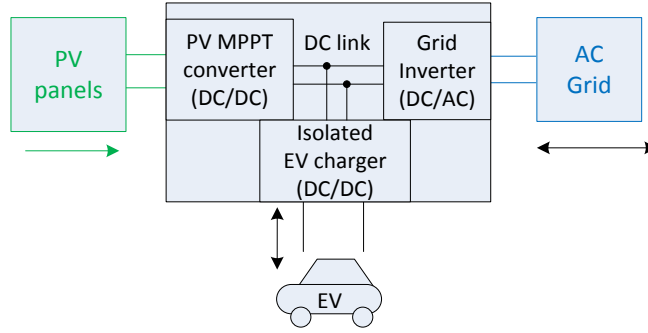 PV
panels
PV MPPT
converter
(DC/DC)
DC link
Grid
Inverter
(DC/AC)
AC
Grid
Isolated
EV charger
(DC/DC)
EV